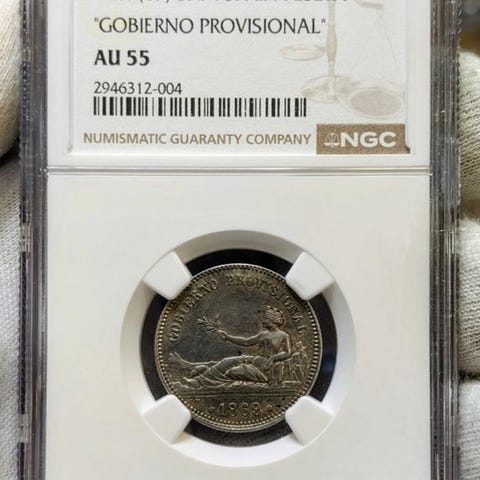 "GOBIERNO PROVISIONAL"
AU 55
2946312-004
NUMISMATIC GUARANTY COMPANY NGC
GOBIERNO PROVISIONAL
*1869*